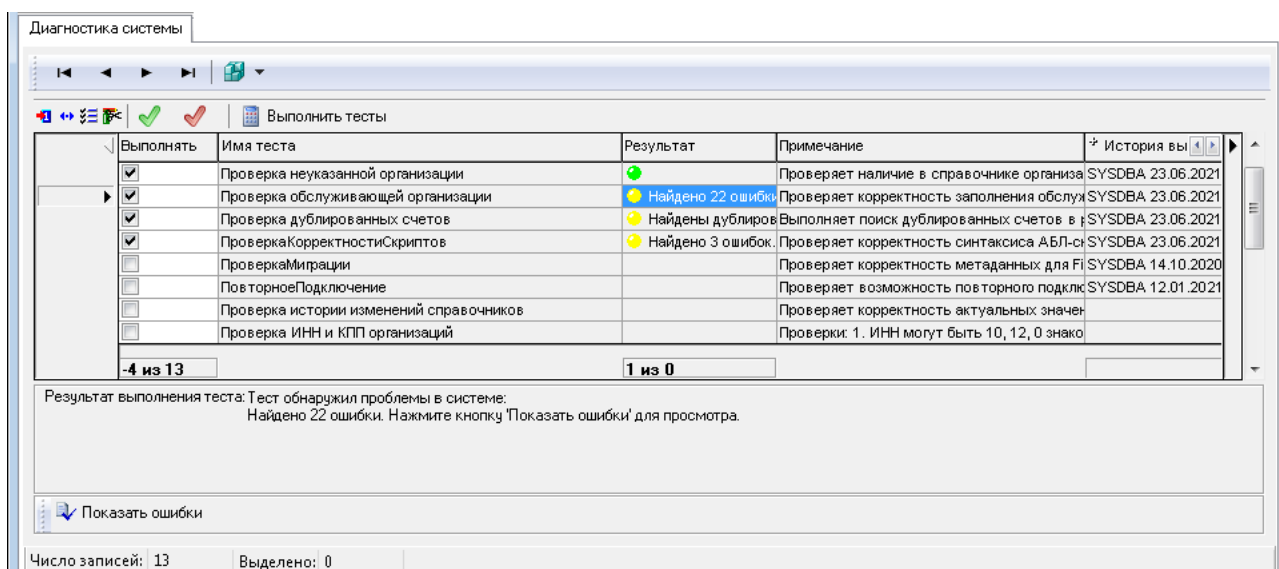 Диагностика системы
Выполнить тесты
Выполнять Имя теста Результат Примечание История вы
Проверка неуказанной организации Проверяет наличие в справочнике организа SYSDBA 23.06.2021
Проверка обслуживающей организации Найдено 22 ошибки Проверяет корректность заполнения обслуж SYSDBA 23.06.2021
Проверка дублированных счетов Найдены дублиров Выполняет поиск дублированных счетов в р SYSDBA 23.06.2021
ПроверкаКорректностиСкриптов Найдено 3 ошибок. Проверяет корректность синтаксиса АБЛ-ск SYSDBA 23.06.2021
ПроверкаМиграции Проверяет корректность метаданных для Fi SYSDBA 14.10.2020
ПовторноеПодключение Проверяет возможность повторного подклю SYSDBA 12.01.2021
Проверка истории изменений справочников Проверяет корректность актуальных значен
Проверка ИНН и КПП организаций Проверки: 1. ИНН могут быть 10, 12, 0 знако
-4 из 13 1 из 0
Результат выполнения теста: Тест обнаружил проблемы в системе:
Найдено 22 ошибки. Нажмите кнопку 'Показать ошибки' для просмотра.
Показать ошибки
Число записей: 13 Выделено: 0